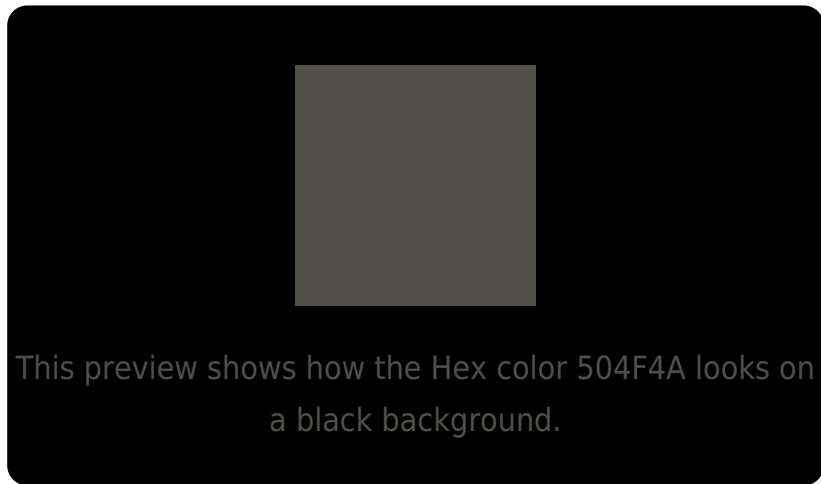 This preview shows how the Hex color 504F4A looks on
a black background.